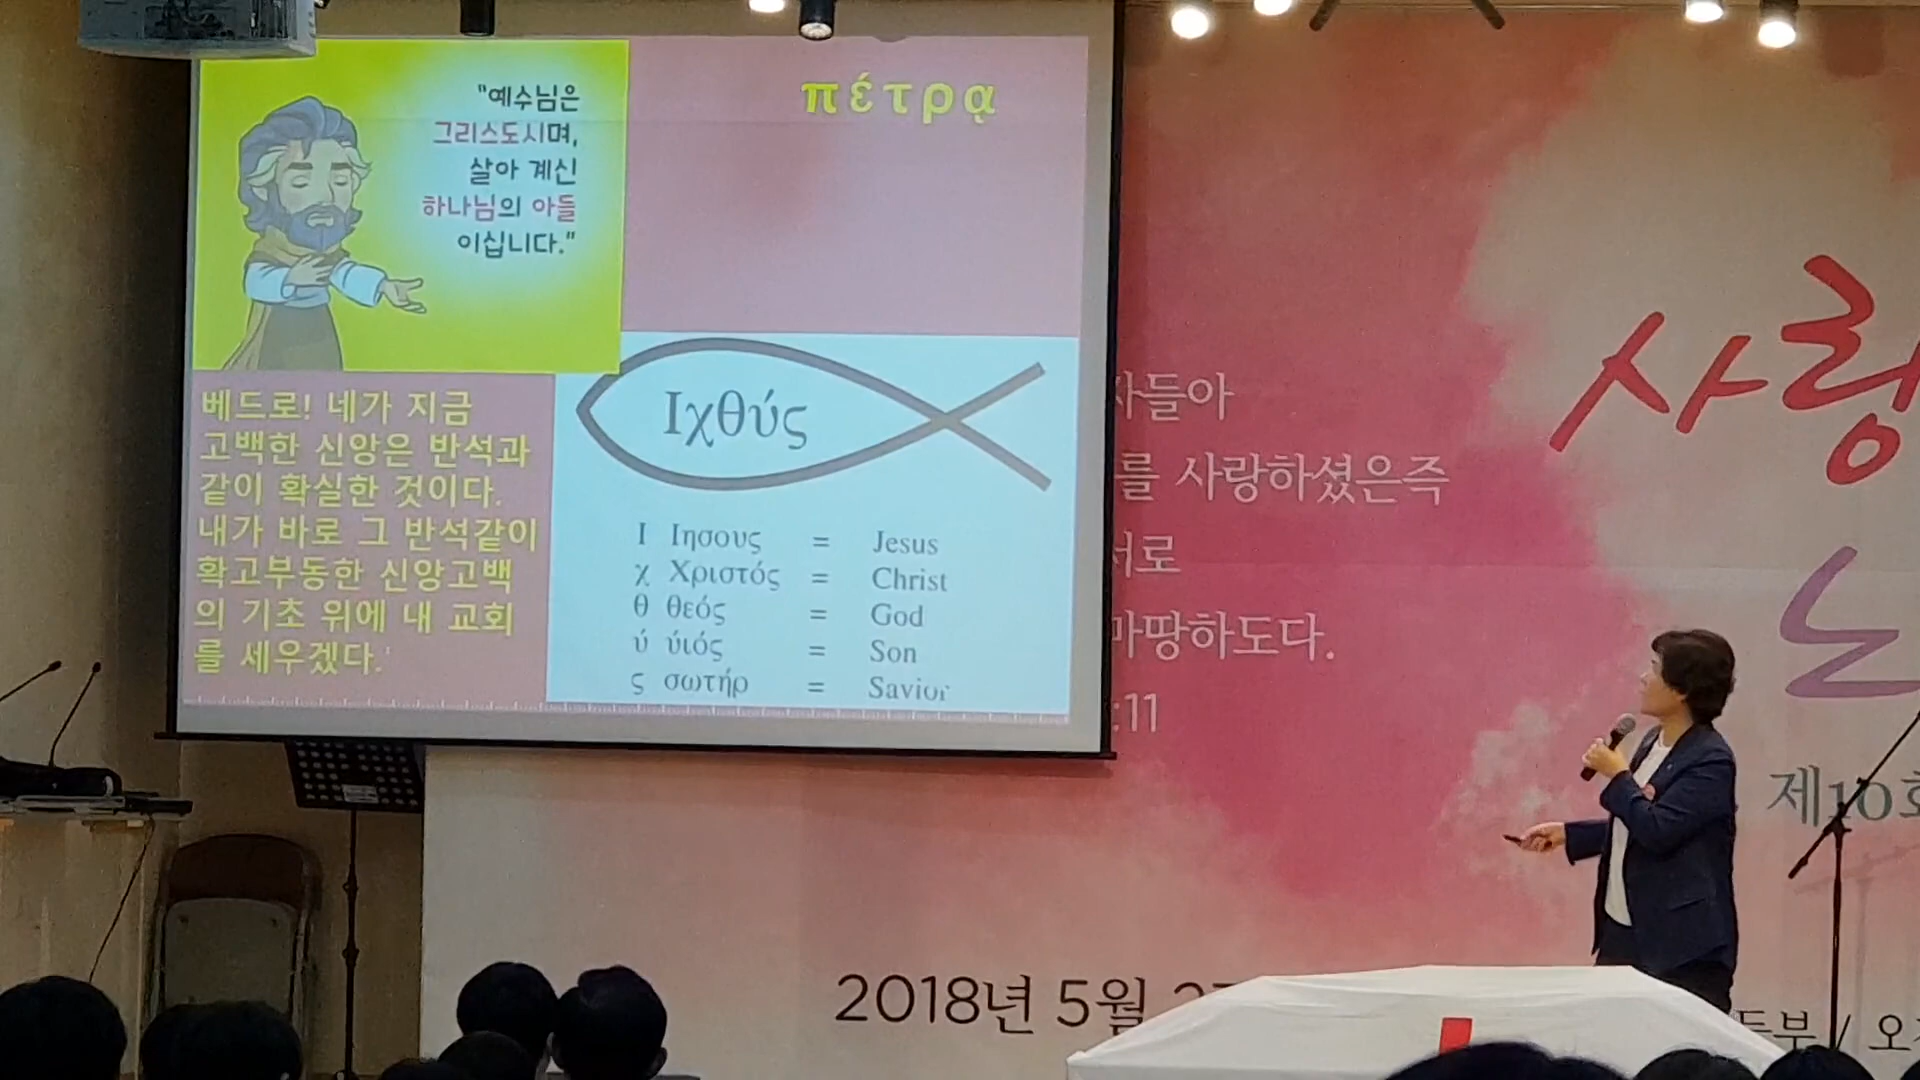 "예수님은
그리스도시며,
살아 계신
하나님의 아들
이십니다."
πέτρᾳ
베드로! 네가 지금
고백한 신앙은 반석과
같이 확실한 것이다.
내가 바로 그 반석같이
확고부동한 신앙고백
의 기초 위에 내 교회
를 세우겠다.
Ιχθύς
Ι Ιησους = Jesus
χ Χριστός = Christ
θ θεός = God
ύ ύιός = Son
ς σωτήρ = Savior
자들아
를 사랑하셨은즉
서로
마땅하도다.
:11
사랑
노
제10회
2018년 5월
등부 / 오